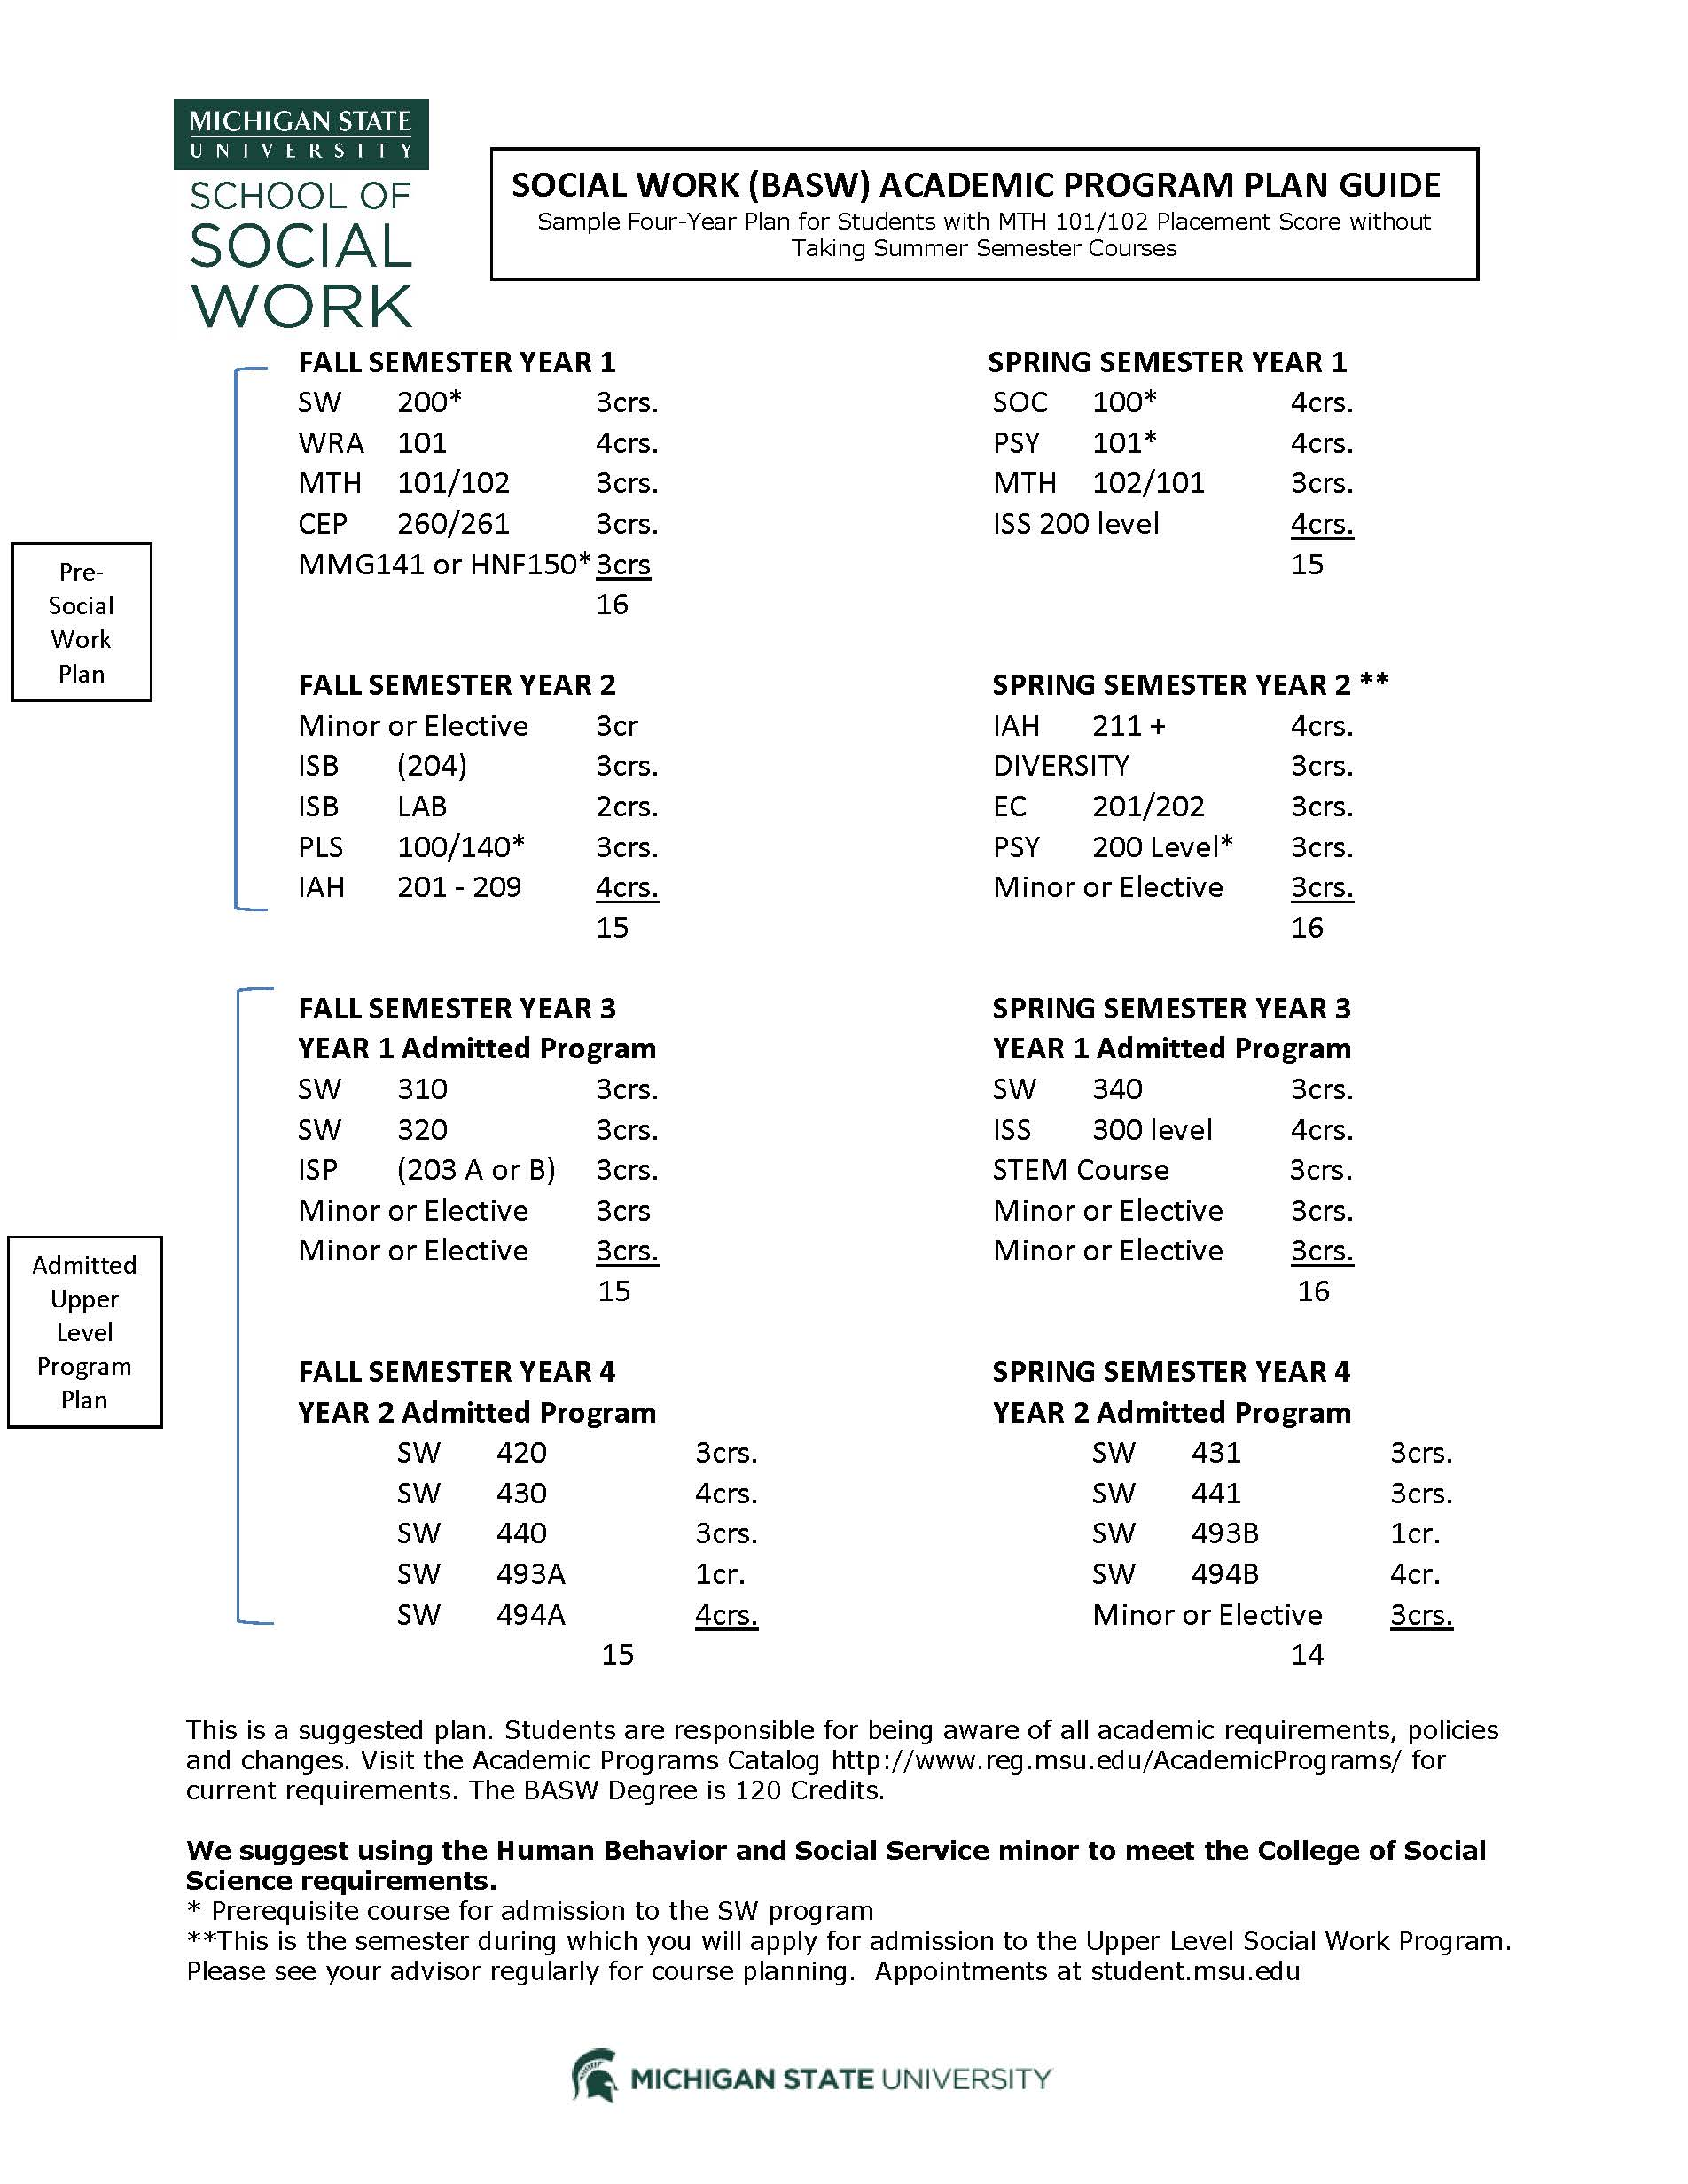 MICHIGAN STATE
UNIVERSITY
SCHOOL OF
SOCIAL
WORK
SOCIAL WORK (BASW) ACADEMIC PROGRAM PLAN GUIDE
Sample Four-Year Plan for Students with MTH 101/102 Placement Score without
Taking Summer Semester Courses
Pre-
Social
Work
Plan
FALL SEMESTER YEAR 1
SW 200* 3crs.
WRA 101 4crs.
MTH 101/102 3crs.
CEP 260/261 3crs.
MMG141 or HNF150* 3crs
16
SPRING SEMESTER YEAR 1
SOC 100* 4crs.
PSY 101* 4crs.
MTH 102/101 3crs.
ISS 200 level 4crs.
15
FALL SEMESTER YEAR 2
Minor or Elective 3cr
ISB (204) 3crs.
ISB LAB 2crs.
PLS 100/140* 3crs.
IAH 201 - 209 4crs.
15
SPRING SEMESTER YEAR 2 **
IAH 211 + 4crs.
DIVERSITY 3crs.
EC 201/202 3crs.
PSY 200 Level* 3crs.
Minor or Elective 3crs.
16
Admitted
Upper
Level
Program
Plan
FALL SEMESTER YEAR 3
YEAR 1 Admitted Program
SW 310 3crs.
SW 320 3crs.
ISP (203 A or B) 3crs.
Minor or Elective 3crs
Minor or Elective 3crs.
15
SPRING SEMESTER YEAR 3
YEAR 1 Admitted Program
SW 340 3crs.
ISS 300 level 4crs.
STEM Course 3crs.
Minor or Elective 3crs.
Minor or Elective 3crs.
16
FALL SEMESTER YEAR 4
YEAR 2 Admitted Program
SW 420 3crs.
SW 430 4crs.
SW 440 3crs.
SW 493A 1cr.
SW 494A 4crs.
15
SPRING SEMESTER YEAR 4
YEAR 2 Admitted Program
SW 431 3crs.
SW 441 3crs.
SW 493B 1cr.
SW 494B 4cr.
Minor or Elective 3crs.
14
This is a suggested plan. Students are responsible for being aware of all academic requirements, policies
and changes. Visit the Academic Programs Catalog http://www.reg.msu.edu/AcademicPrograms/ for
current requirements. The BASW Degree is 120 Credits.
We suggest using the Human Behavior and Social Service minor to meet the College of Social
Science requirements.
* Prerequisite course for admission to the SW program
**This is the semester during which you will apply for admission to the Upper Level Social Work Program.
Please see your advisor regularly for course planning. Appointments at student.msu.edu
MICHIGAN STATE UNIVERSITY